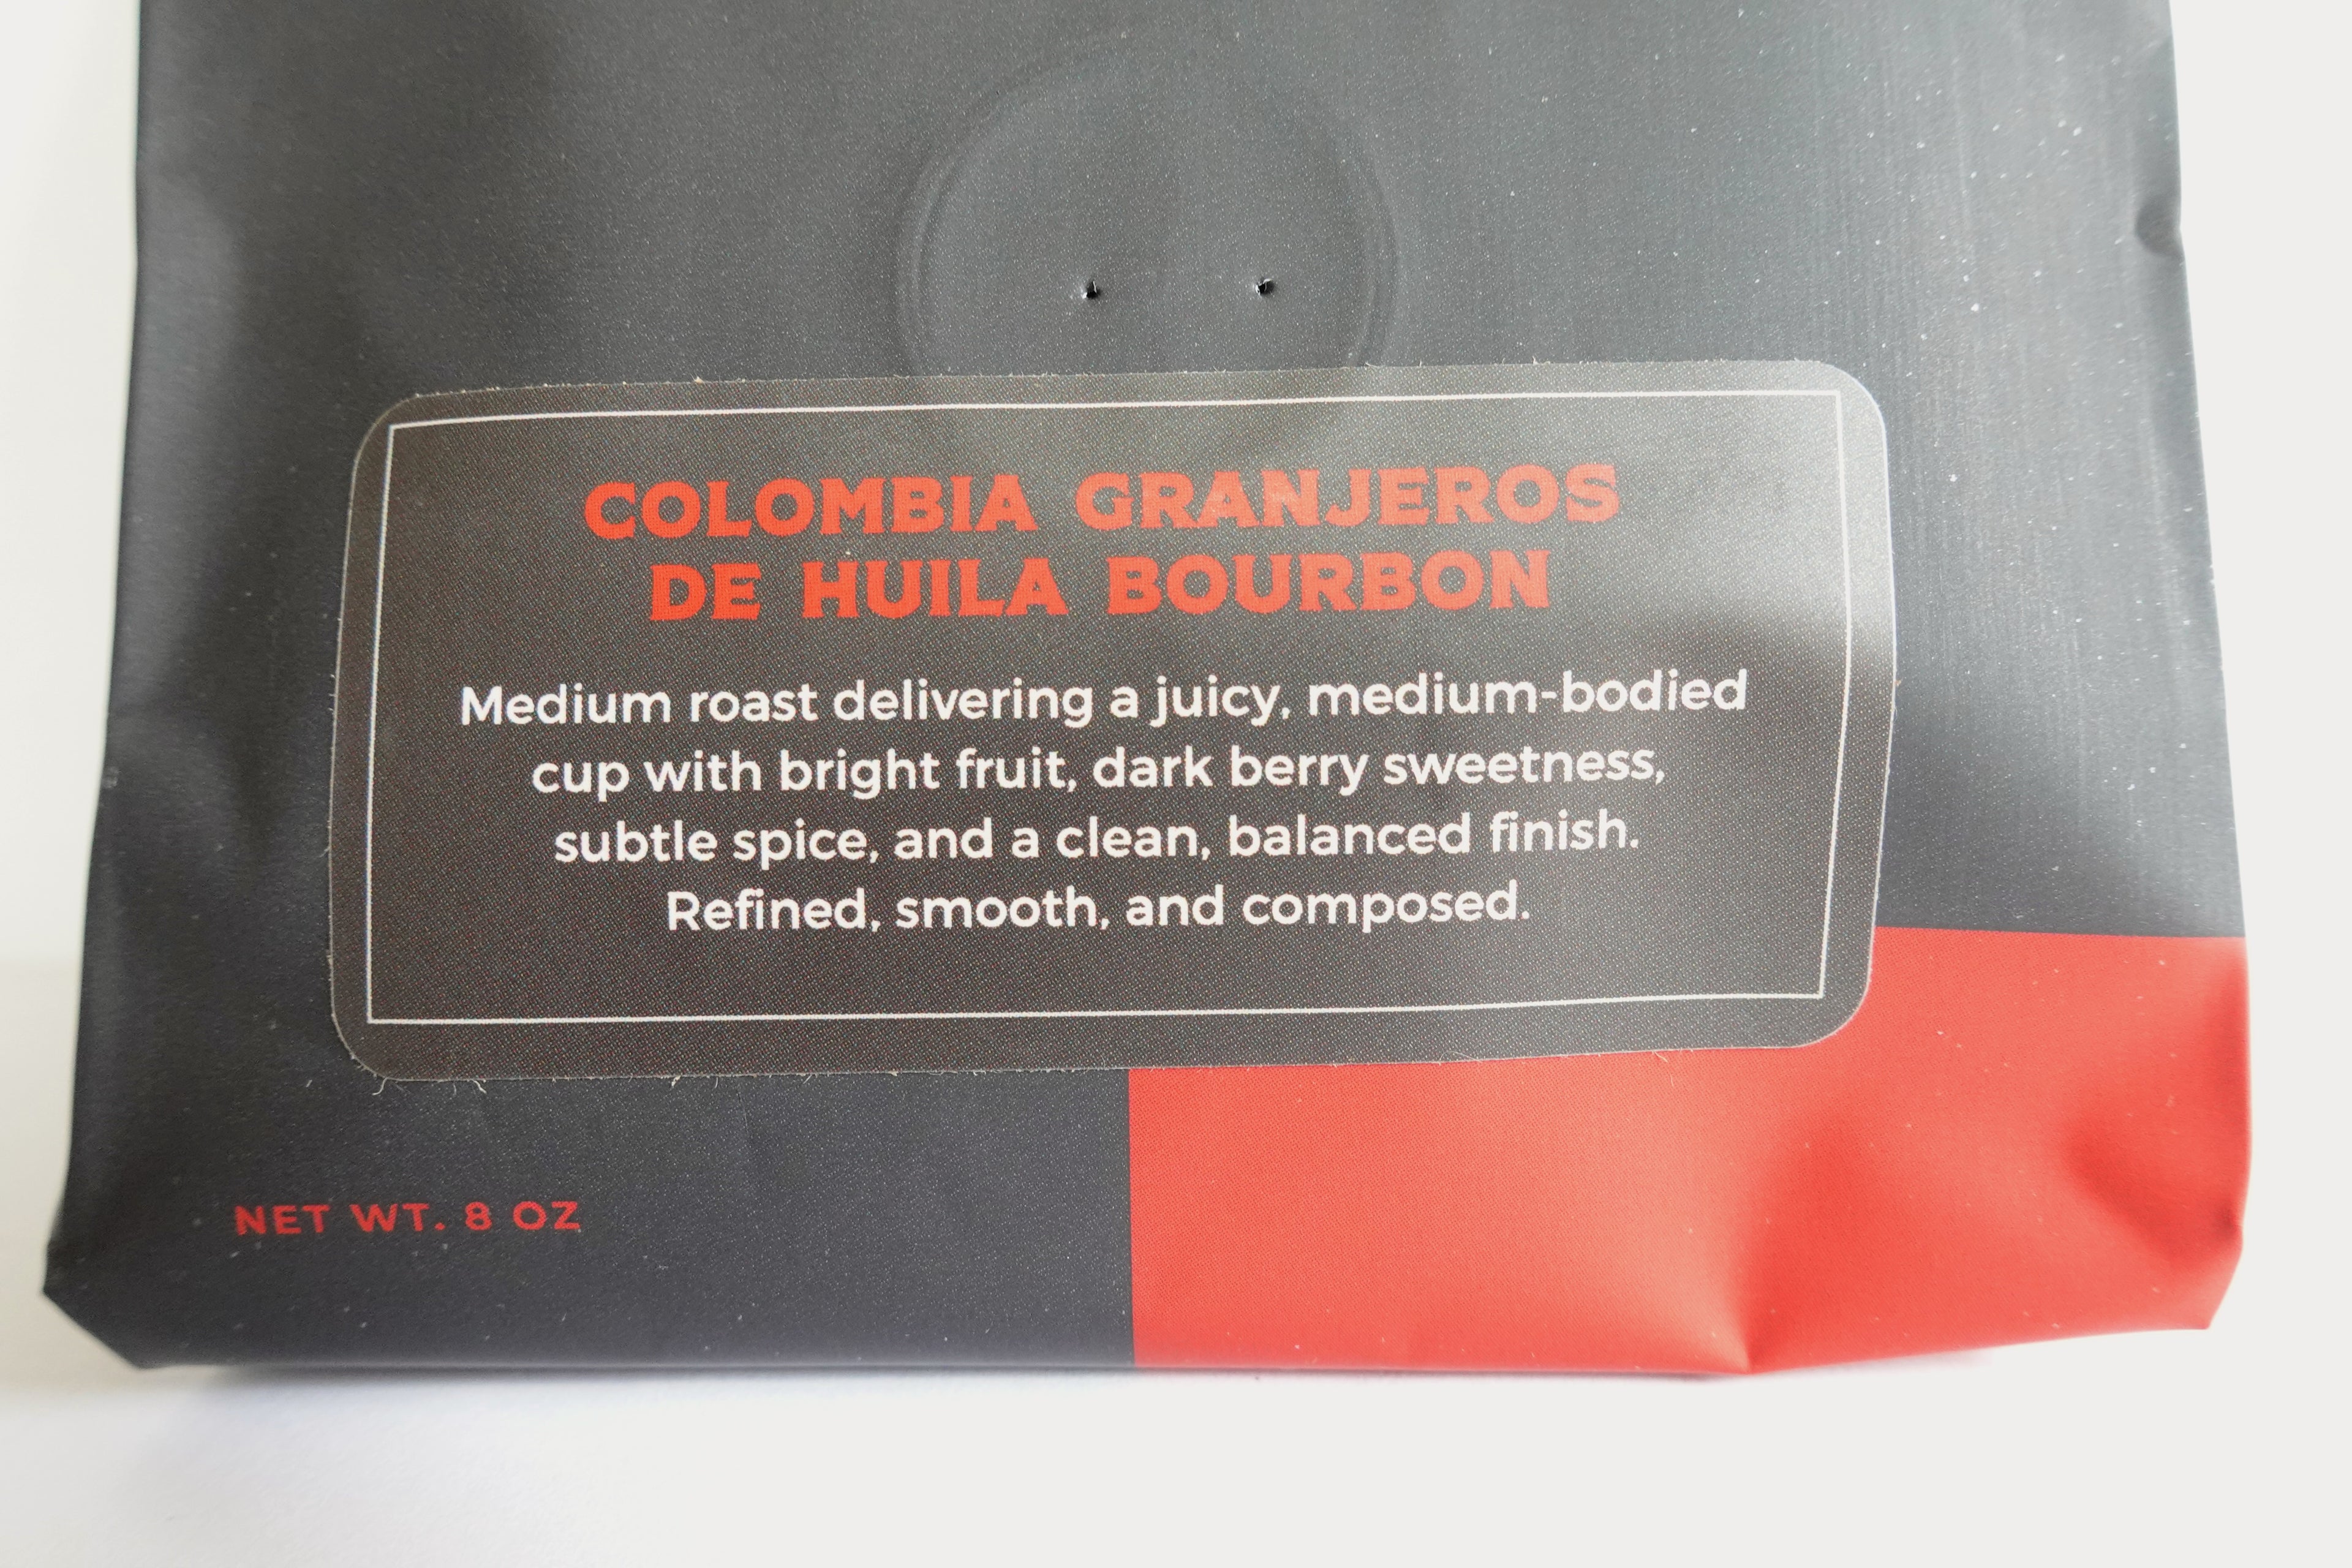 COLOMBIA GRANJEROS
DE HUILA BOURBON
Medium roast delivering a juicy, medium-bodied
cup with bright fruit, dark berry sweetness,
subtle spice, and a clean, balanced finish.
Refined, smooth, and composed.
NET WT. 8 OZ